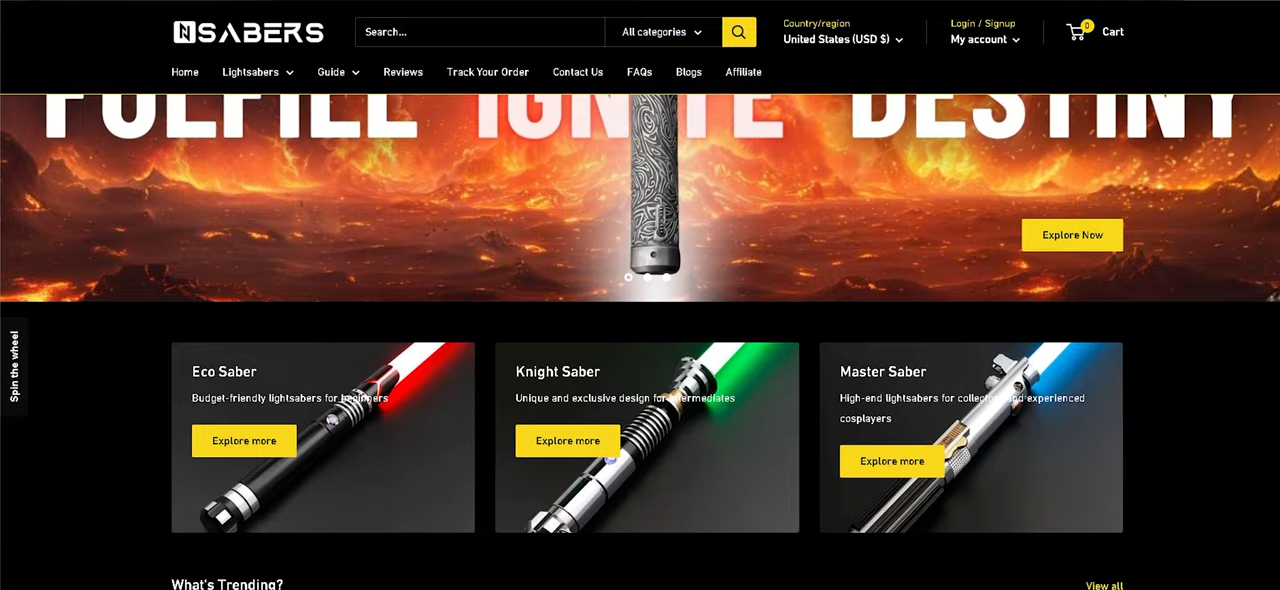 NSABERS
Search...
All categories
Country/region
United States (USD $)
Login / Signup
My account
0
Cart
Home
Lightsabers
Guide
Reviews
Track Your Order
Contact Us
FAQs
Blogs
Affiliate
FULFILL IGNITE DESTINY
Explore Now
Spin the wheel
Eco Saber
Budget-friendly lightsabers for beginners
Explore more
Knight Saber
Unique and exclusive design for intermediates
Explore more
Master Saber
High-end lightsabers for collectors and experienced
cosplayers
Explore more
What's Trending?
View all